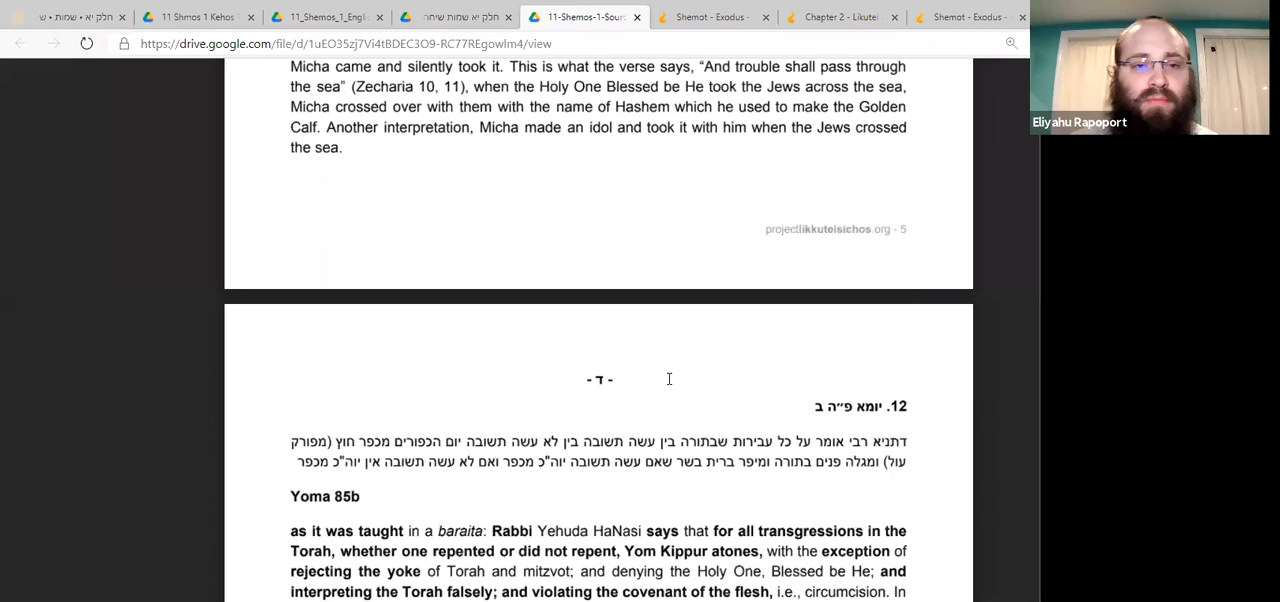 חלק יא • שמות • ש
11 Shmos 1 Kehos
11_Shemos_1_Engli
חלק יא שמות שיחה
11-Shemos-1-Sour
Shemot - Exodus -
Chapter 2 - Likutei
Shemot - Exodus -
https://drive.google.com/file/d/1uEO35zj7Vi4tBDEC3O9-RC77REgowlm4/view
Micha came and silently took it. This is what the verse says, “And trouble shall pass through
the sea” (Zecharia 10, 11), when the Holy One Blessed be He took the Jews across the sea,
Micha crossed over with them with the name of Hashem which he used to make the Golden
Calf. Another interpretation, Micha made an idol and took it with him when the Jews crossed
the sea.
projectlikkuteisichos.org - 5
- ד -
12. יומא פ״ה ב
דתניא רבי אומר על כל עבירות שבתורה בין עשה תשובה בין לא עשה תשובה יום הכפורים מכפר חוץ (מפורק
עול) ומגלה פנים בתורה ומיפר ברית בשר שאם עשה תשובה יוה"כ מכפר ואם לא עשה תשובה אין יוה"כ מכפר
Yoma 85b
as it was taught in a baraita: Rabbi Yehuda HaNasi says that for all transgressions in the
Torah, whether one repented or did not repent, Yom Kippur atones, with the exception of
rejecting the yoke of Torah and mitzvot; and denying the Holy One, Blessed be He; and
interpreting the Torah falsely; and violating the covenant of the flesh, i.e., circumcision. In
Eliyahu Rapoport